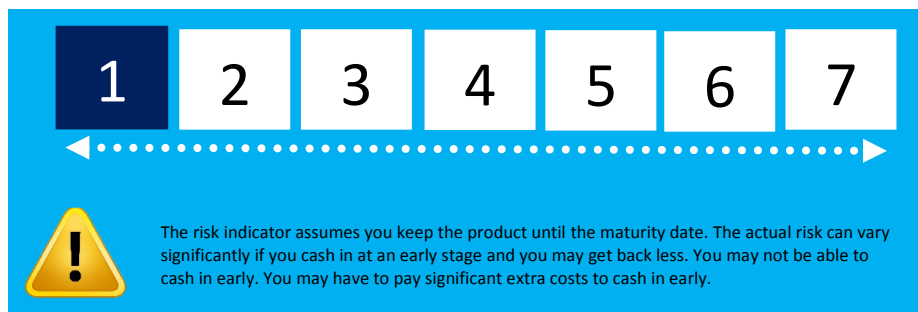 1 2 3 4 5 6 7
The risk indicator assumes you keep the product until the maturity date. The actual risk can vary
significantly if you cash in at an early stage and you may get back less. You may not be able to
cash in early. You may have to pay significant extra costs to cash in early.